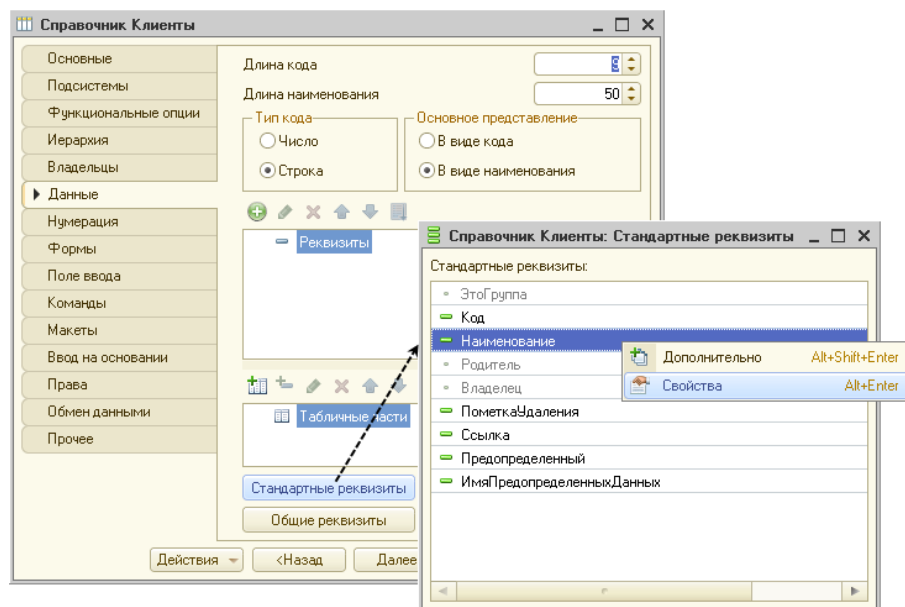 Справочник Клиенты
Основные
Подсистемы
Функциональные опции
Иерархия
Владельцы
Данные
Нумерация
Формы
Поле ввода
Команды
Макеты
Ввод на основании
Права
Обмен данными
Прочее
Длина кода 9
Длина наименования 50
Тип кода
Число
Строка
Основное представление
В виде кода
В виде наименования
Реквизиты
Табличные части
Стандартные реквизиты
Общие реквизиты
Действия
<Назад
Далее
Справочник Клиенты: Стандартные реквизиты
Стандартные реквизиты:
ЭтоГруппа
Код
Наименование
Родитель
Владелец
ПометкаУдаления
Ссылка
Предопределенный
ИмяПредопределенныхДанных
Дополнительно Alt+Shift+Enter
Свойства Alt+Enter